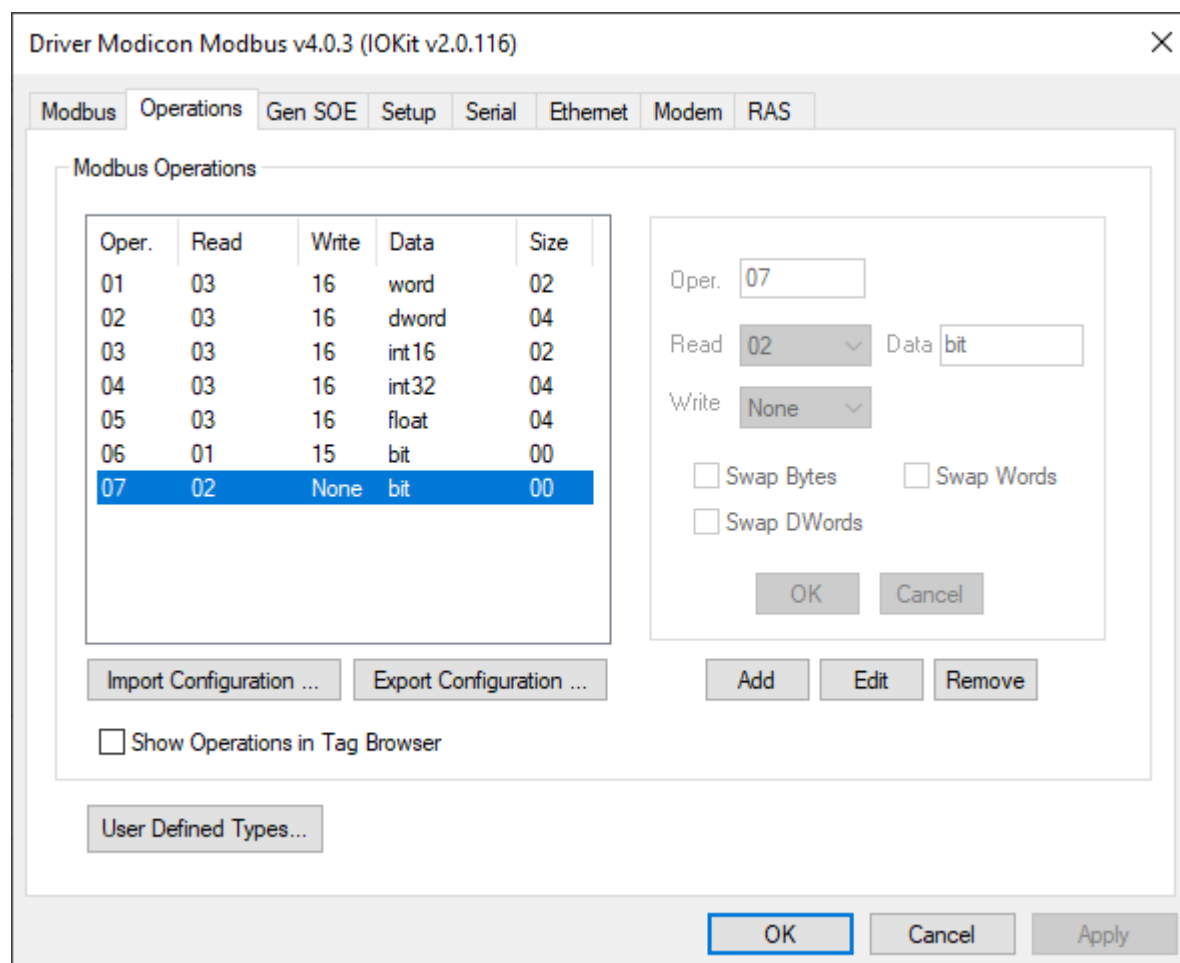 Driver Modicon Modbus v4.0.3 (IOKit v2.0.116)
Modbus Operations Gen SOE Setup Serial Ethernet Modem RAS
Modbus Operations
Oper. Read Write Data Size
01 03 16 word 02
02 03 16 dword 04
03 03 16 int16 02
04 03 16 int32 04
05 03 16 float 04
06 01 15 bit 00
07 02 None bit 00
Oper. 07
Read 02 Data bit
Write None
Swap Bytes Swap Words
Swap DWords
OK Cancel
Import Configuration ... Export Configuration ... Add Edit Remove
Show Operations in Tag Browser
User Defined Types...
OK Cancel Apply